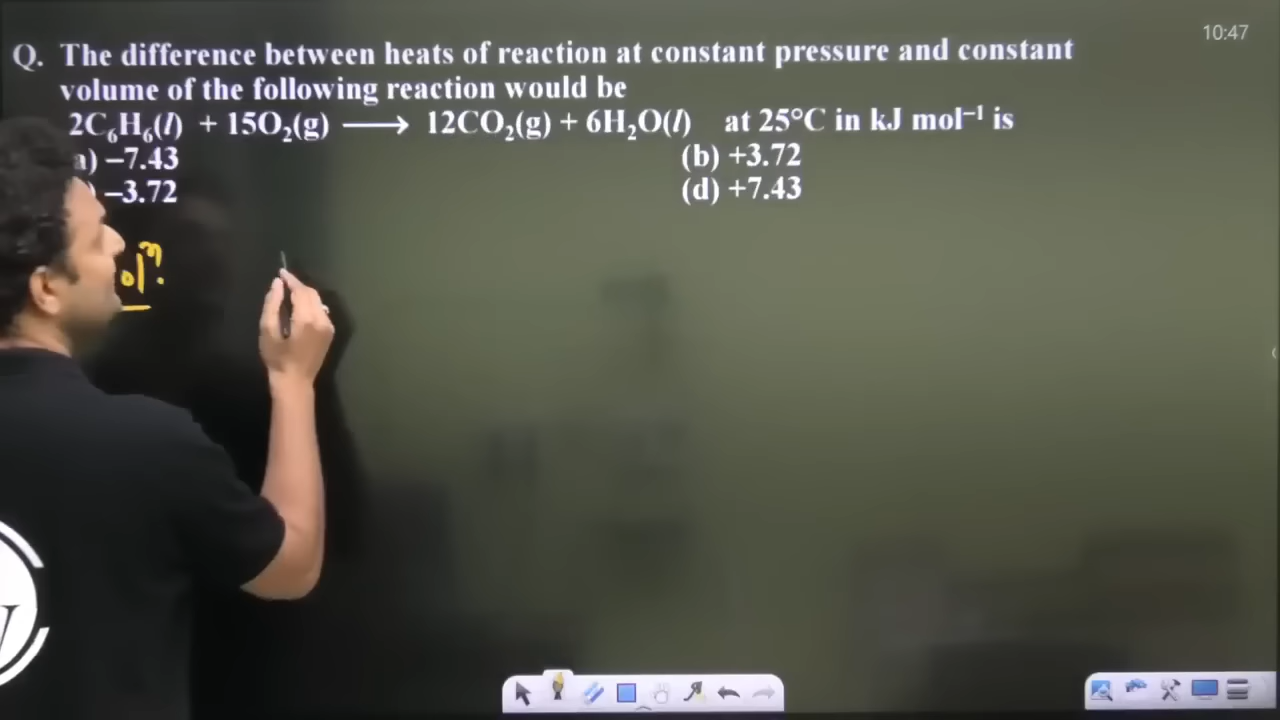 10:47
Q. The difference between heats of reaction at constant pressure and constant
volume of the following reaction would be
2C₆H₆(l) + 15O₂(g) ⟶ 12CO₂(g) + 6H₂O(l) at 25°C in kJ mol⁻¹ is
a) –7.43 (b) +3.72
) –3.72 (d) +7.43
olⁿ.